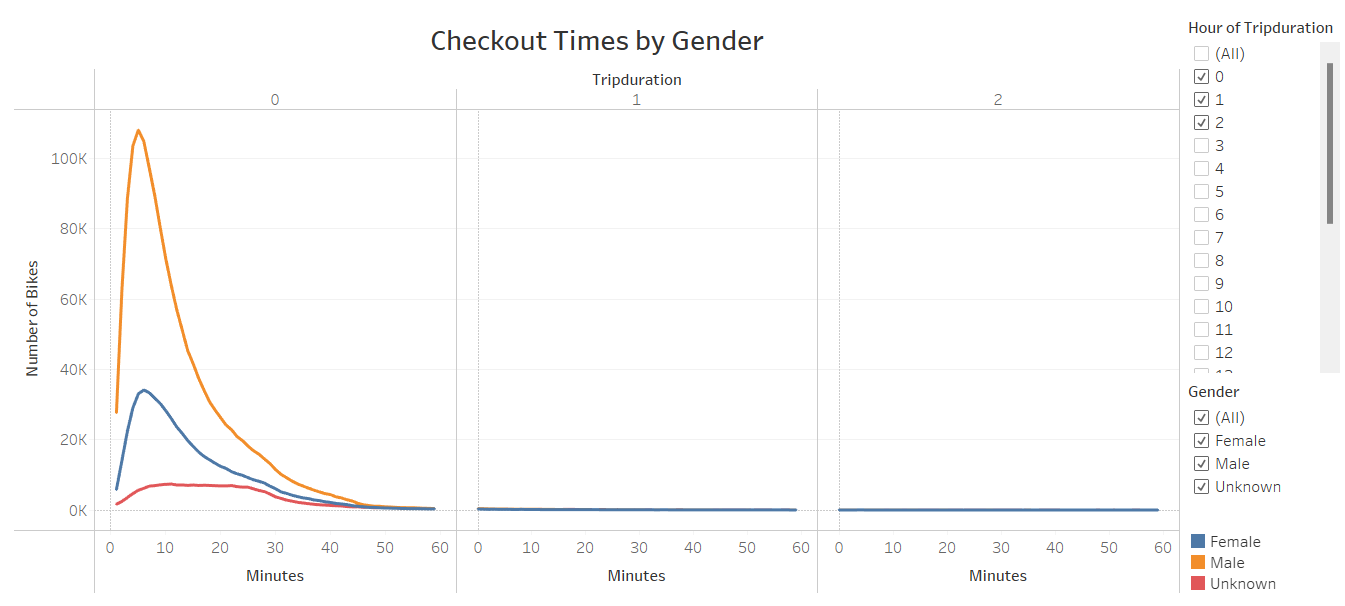 Checkout Times by Gender
Tripduration
0 1 2
100K
80K
60K
40K
20K
0K
Number of Bikes
0 10 20 30 40 50 60 0 10 20 30 40 50 60 0 10 20 30 40 50 60
Minutes Minutes Minutes
Hour of Tripduration
(All)
0
1
2
3
4
5
6
7
8
9
10
11
12
Gender
(All)
Female
Male
Unknown
Female
Male
Unknown